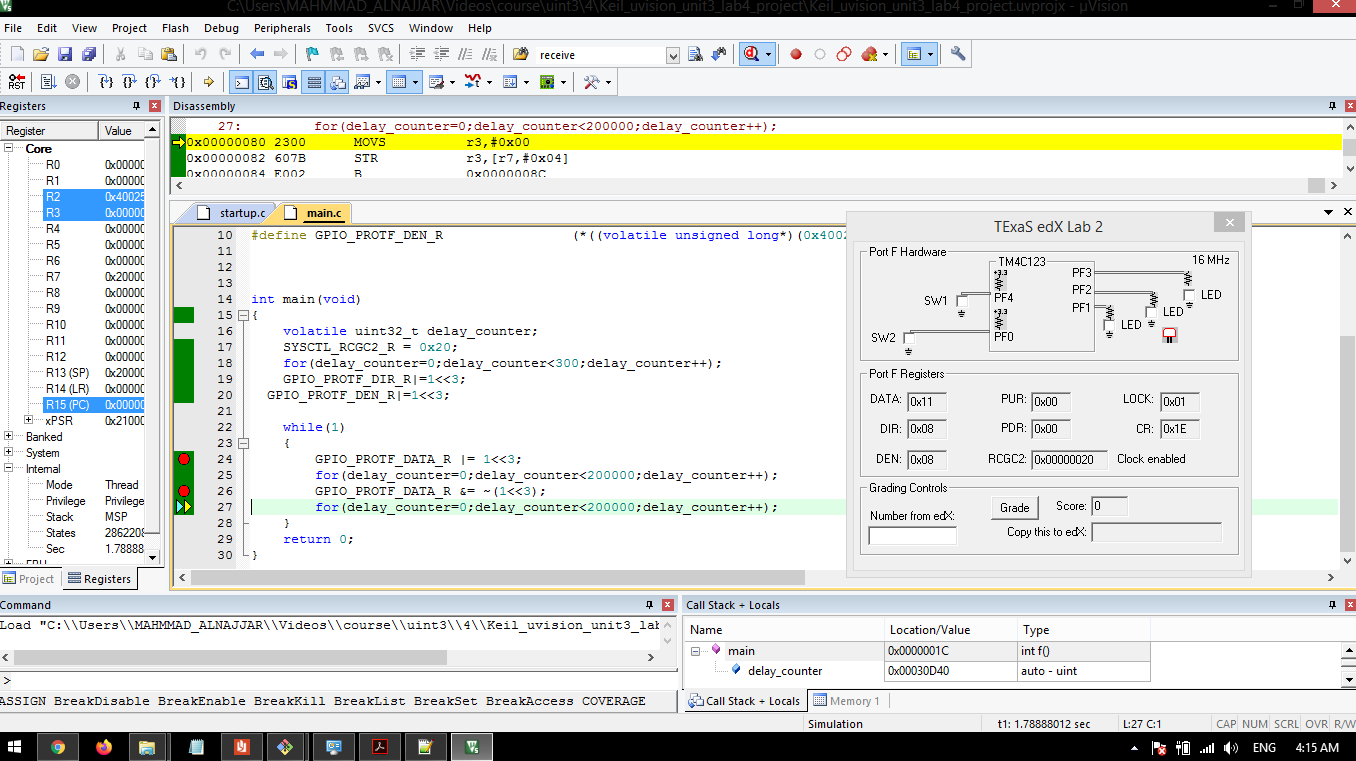 C:\Users\MAHMMAD_ALNAJJAR\Videos\course\uint3\4\Keil_uvision_unit3_lab4_project\Keil_uvision_unit3_lab4_project.uvprojx - µVision
File Edit View Project Flash Debug Peripherals Tools SVCS Window Help
receive
RST
Registers
Register Value
Core
R0 0x00000
R1 0x00000
R2 0x40025
R3 0x00000
R4 0x00000
R5 0x00000
R6 0x00000
R7 0x20000
R8 0x00000
R9 0x00000
R10 0x00000
R11 0x00000
R12 0x00000
R13 (SP) 0x20000
R14 (LR) 0x00000
R15 (PC) 0x00000
xPSR 0x21000
Banked
System
Internal
Mode Thread
Privilege Privilege
Stack MSP
States 2862208
Sec 1.78888
Project Registers
Disassembly
27: for(delay_counter=0;delay_counter<200000;delay_counter++);
0x00000080 2300 MOVS r3,#0x00
0x00000082 607B STR r3,[r7,#0x04]
0x00000084 E002 B 0x0000008C
startup.c main.c
10 #define GPIO_PROTF_DEN_R (*((volatile unsigned long*)(0x4002
11
12
13
14 int main(void)
15 {
16 volatile uint32_t delay_counter;
17 SYSCTL_RCGC2_R = 0x20;
18 for(delay_counter=0;delay_counter<300;delay_counter++);
19 GPIO_PROTF_DIR_R|=1<<3;
20 GPIO_PROTF_DEN_R|=1<<3;
21
22 while(1)
23 {
24 GPIO_PROTF_DATA_R |= 1<<3;
25 for(delay_counter=0;delay_counter<200000;delay_counter++);
26 GPIO_PROTF_DATA_R &= ~(1<<3);
27 for(delay_counter=0;delay_counter<200000;delay_counter++);
28 }
29 return 0;
30 }
TExaS edX Lab 2
Port F Hardware
16 MHz
TM4C123
+3.3
PF3
PF2
PF1
PF4
+3.3
PF0
SW1
SW2
LED
LED
LED
Port F Registers
DATA: 0x11 PUR: 0x00 LOCK: 0x01
DIR: 0x08 PDR: 0x00 CR: 0x1E
DEN: 0x08 RCGC2: 0x00000020 Clock enabled
Grading Controls
Number from edX: Grade Score: 0
Copy this to edX:
Command
Load "C:\\Users\\MAHMMAD_ALNAJJAR\\Videos\\course\\uint3\\4\\Keil_uvision_unit3_lab
>
ASSIGN BreakDisable BreakEnable BreakKill BreakList BreakSet BreakAccess COVERAGE
Call Stack + Locals
Name Location/Value Type
main 0x0000001C int f()
delay_counter 0x00030D40 auto - uint
Call Stack + Locals Memory 1
Simulation t1: 1.78888012 sec L:27 C:1 CAP NUM SCRL OVR R/W
ENG 4:15 AM